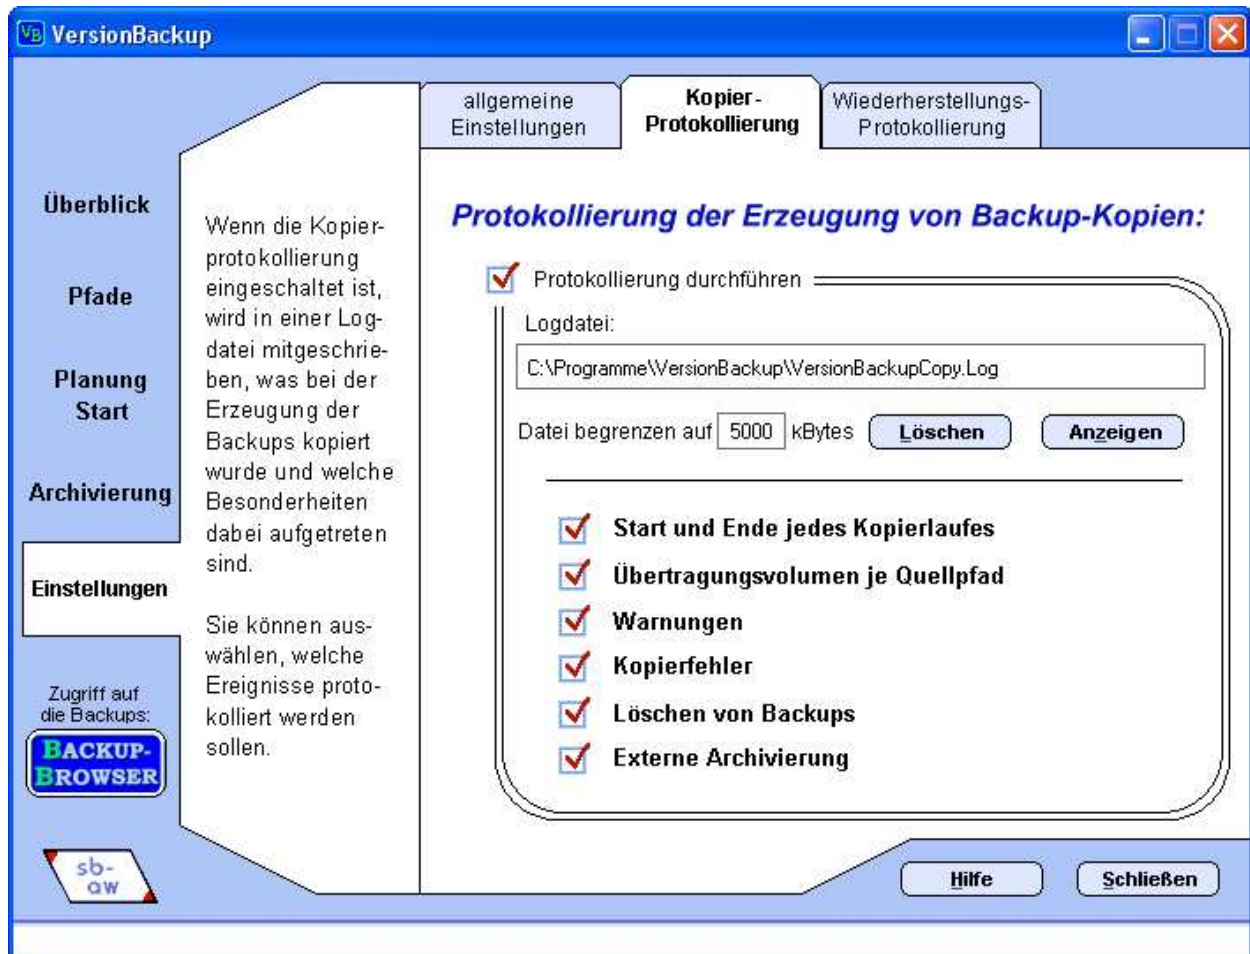 VB VersionBackup
allgemeine
Einstellungen
Kopier-
Protokollierung
Wiederherstellungs-
Protokollierung
Überblick
Pfade
Planung
Start
Archivierung
Einstellungen
Zugriff auf
die Backups:
BACKUP-
BROWSER
sb-
aw
Wenn die Kopier-
protokollierung
eingeschaltet ist,
wird in einer Log-
datei mitgeschrie-
ben, was bei der
Erzeugung der
Backups kopiert
wurde und welche
Besonderheiten
dabei aufgetreten
sind.
Sie können aus-
wählen, welche
Ereignisse proto-
kolliert werden
sollen.
Protokollierung der Erzeugung von Backup-Kopien:
Protokollierung durchführen
Logdatei:
C:\Programme\VersionBackup\VersionBackupCopy.Log
Datei begrenzen auf 5000 kBytes Löschen Anzeigen
Start und Ende jedes Kopierlaufes
Übertragungsvolumen je Quellpfad
Warnungen
Kopierfehler
Löschen von Backups
Externe Archivierung
Hilfe Schließen